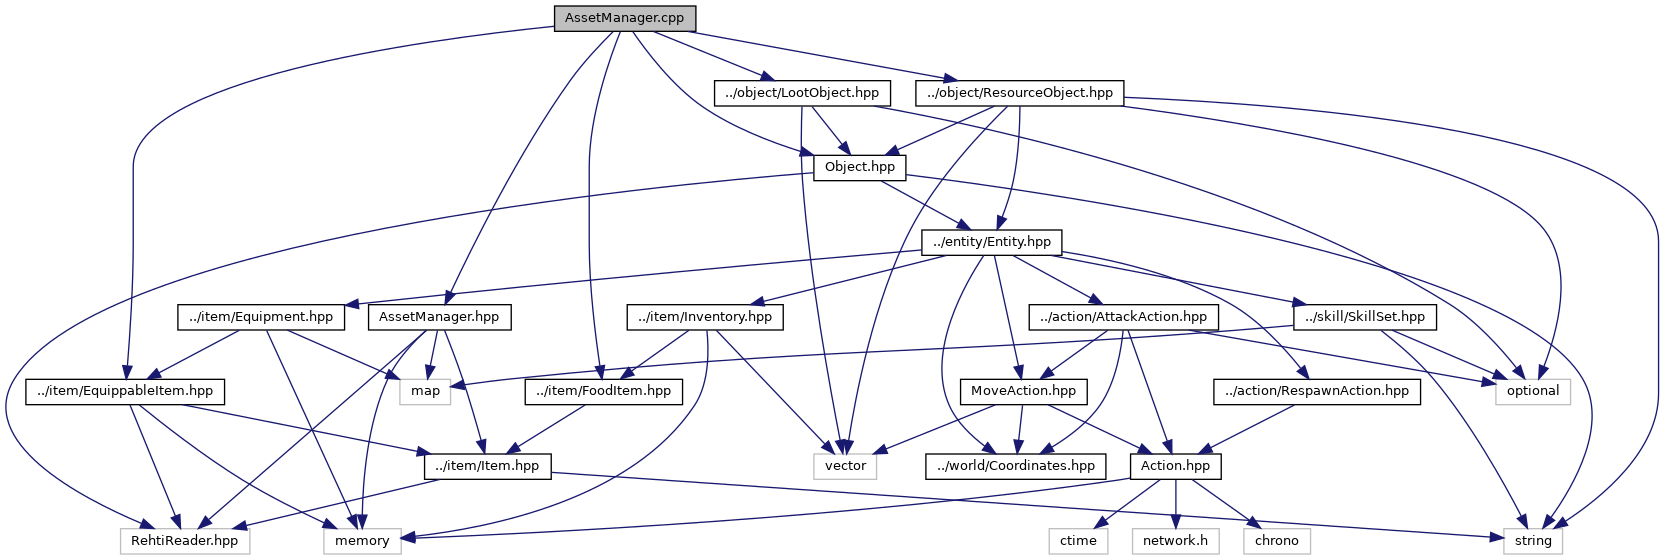 AssetManager.cpp
../object/LootObject.hpp
../object/ResourceObject.hpp
Object.hpp
../entity/Entity.hpp
../item/Equipment.hpp
AssetManager.hpp
../item/Inventory.hpp
../action/AttackAction.hpp
../skill/SkillSet.hpp
../item/EquippableItem.hpp
map
../item/FoodItem.hpp
MoveAction.hpp
../action/RespawnAction.hpp
optional
../item/Item.hpp
vector
../world/Coordinates.hpp
Action.hpp
RehtiReader.hpp
memory
ctime
network.h
chrono
string